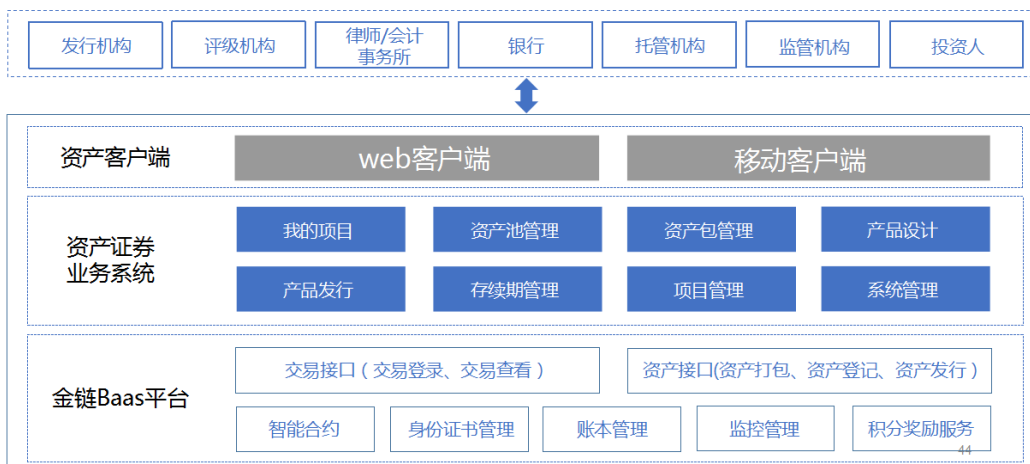 发行机构
评级机构
律师/会计
事务所
银行
托管机构
监管机构
投资人
资产客户端
web客户端
移动客户端
资产证券
业务系统
我的项目
资产池管理
资产包管理
产品设计
产品发行
存续期管理
项目管理
系统管理
金链Baas平台
交易接口（交易登录、交易查看）
资产接口(资产打包、资产登记、资产发行）
智能合约
身份证书管理
账本管理
监控管理
积分奖励服务
44